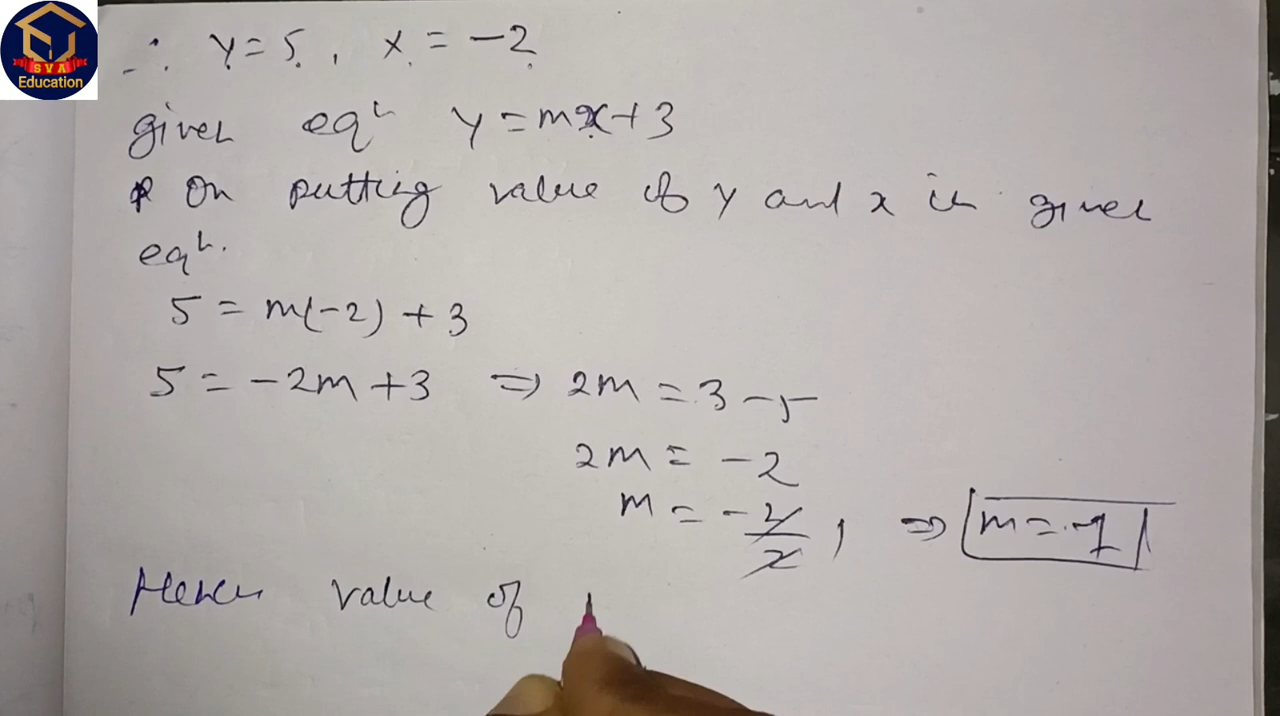 SVA
Education
∴ y = 5, x = -2
given eqn y = mx + 3
On putting value of y and x in given
eqn.
5 = m(-2) + 3
5 = -2m + 3 ⇒ 2m = 3 - 5
2m = -2
m = -2/2, ⇒ m = -1
Hence value of